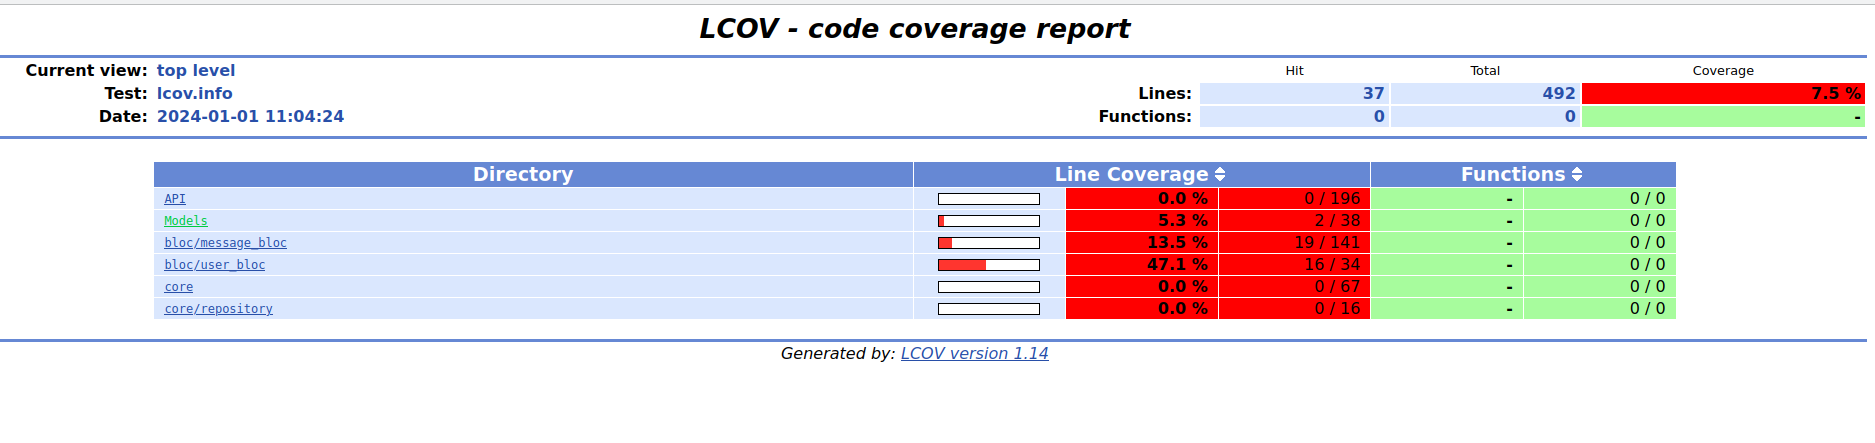 LCOV - code coverage report
Current view: top level
Hit Total Coverage
Test: lcov.info
Lines: 37 492 7.5 %
Date: 2024-01-01 11:04:24
Functions: 0 0 -
Directory Line Coverage Functions
API 0.0 % 0 / 196 - 0 / 0
Models 5.3 % 2 / 38 - 0 / 0
bloc/message_bloc 13.5 % 19 / 141 - 0 / 0
bloc/user_bloc 47.1 % 16 / 34 - 0 / 0
core 0.0 % 0 / 67 - 0 / 0
core/repository 0.0 % 0 / 16 - 0 / 0
Generated by: LCOV version 1.14